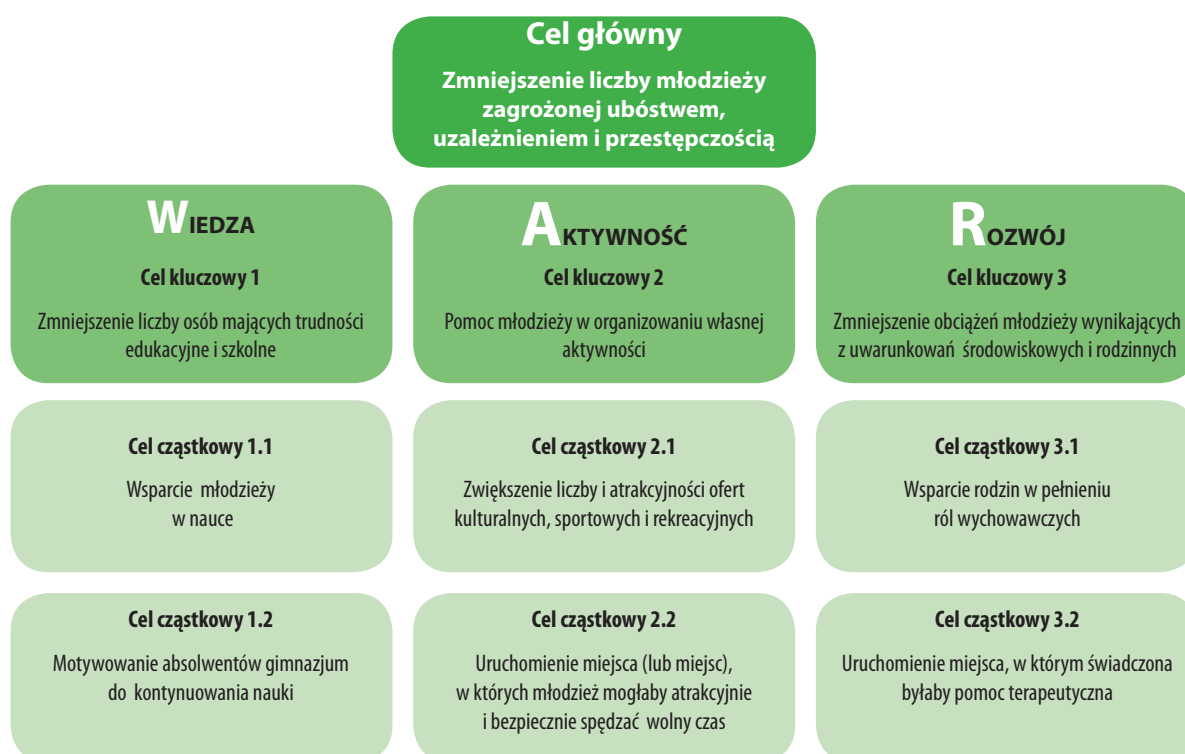 Cel główny
Zmniejszenie liczby młodzieży
zagrożonej ubóstwem,
uzależnieniem i przestępczością
WIEDZA
Cel kluczowy 1
Zmniejszenie liczby osób mających trudności
edukacyjne i szkolne
AKTYWNOŚĆ
Cel kluczowy 2
Pomoc młodzieży w organizowaniu własnej
aktywności
ROZWÓJ
Cel kluczowy 3
Zmniejszenie obciążeń młodzieży wynikających
z uwarunkowań środowiskowych i rodzinnych
Cel cząstkowy 1.1
Wsparcie młodzieży
w nauce
Cel cząstkowy 2.1
Zwiększenie liczby i atrakcyjności ofert
kulturalnych, sportowych i rekreacyjnych
Cel cząstkowy 3.1
Wsparcie rodzin w pełnieniu
ról wychowawczych
Cel cząstkowy 1.2
Motywowanie absolwentów gimnazjum
do kontynuowania nauki
Cel cząstkowy 2.2
Uruchomienie miejsca (lub miejsc),
w których młodzież mogłaby atrakcyjnie
i bezpiecznie spędzać wolny czas
Cel cząstkowy 3.2
Uruchomienie miejsca, w którym świadczona
byłaby pomoc terapeutyczna